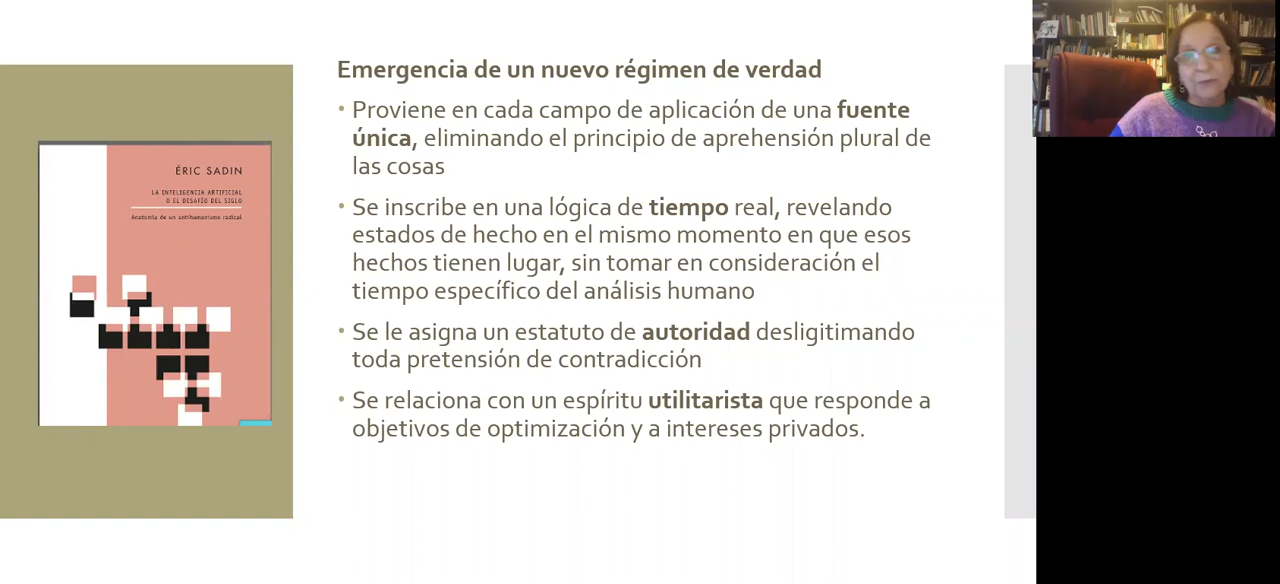 Emergencia de un nuevo régimen de verdad
• Proviene en cada campo de aplicación de una fuente
única, eliminando el principio de aprehensión plural de
las cosas
• Se inscribe en una lógica de tiempo real, revelando
estados de hecho en el mismo momento en que esos
hechos tienen lugar, sin tomar en consideración el
tiempo específico del análisis humano
• Se le asigna un estatuto de autoridad desligitimando
toda pretensión de contradicción
• Se relaciona con un espíritu utilitarista que responde a
objetivos de optimización y a intereses privados.
ÉRIC SADIN
LA INTELIGENCIA ARTIFICIAL
O EL DESAFÍO DEL SIGLO
Anatomía de un antihumanismo radical